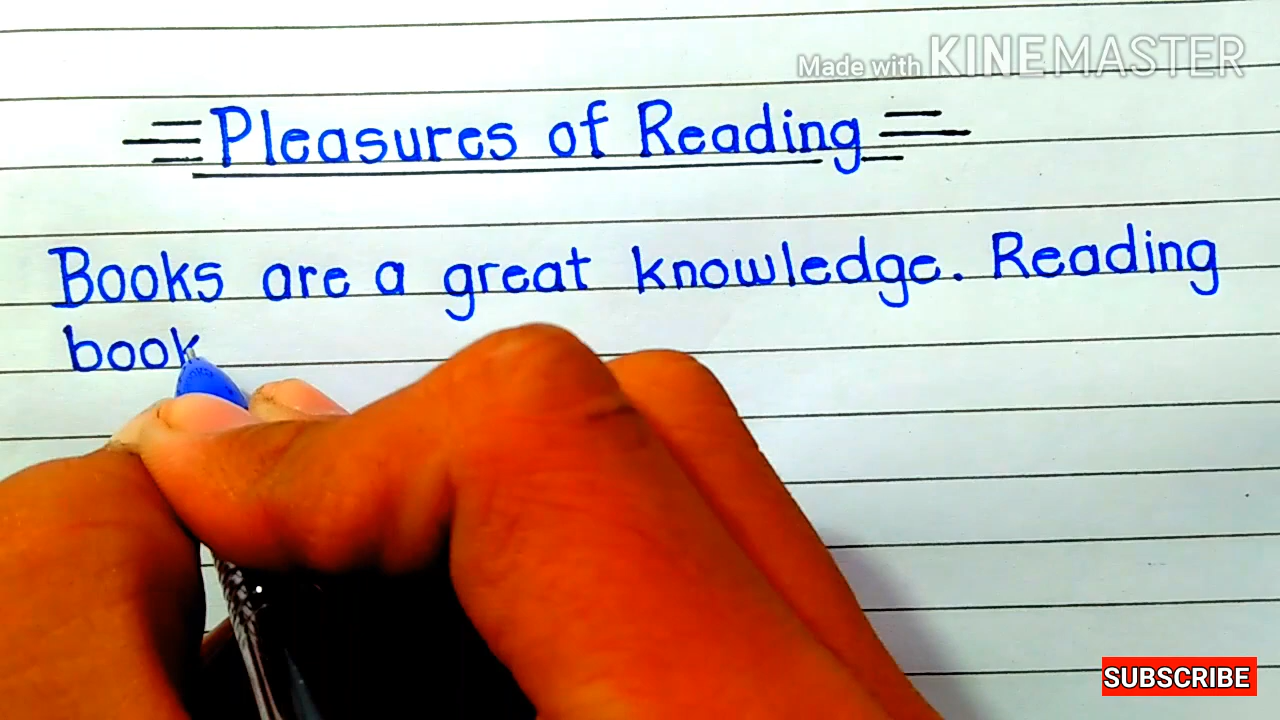 Made with KINEMASTER
Pleasures of Reading
Books are a great knowledge. Reading
book
SUBSCRIBE